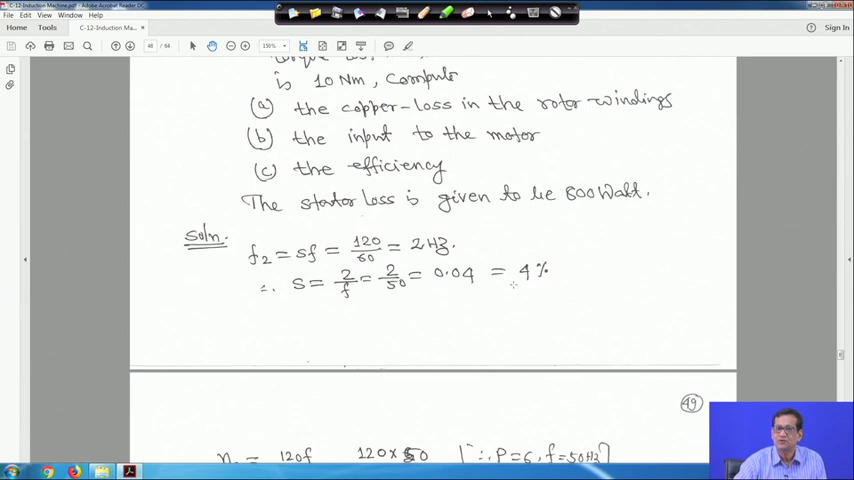 C-12-Induction Machine.pdf - Adobe Acrobat Reader DC
File Edit View Window Help
Home Tools C-12-Induction Ma... ×
Sign In
48 / 64
150%
is 10 Nm, Compute
(a) the copper-loss in the rotor windings
(b) the input to the motor
(c) the efficiency
The stator loss is given to be 800 Watt.
Soln.
f2 = sf = 120/60 = 2 Hz.
∴ s = 2/f = 2/50 = 0.04 = 4%
49
= 120f 120×50 [∵ P=6, f=50Hz]